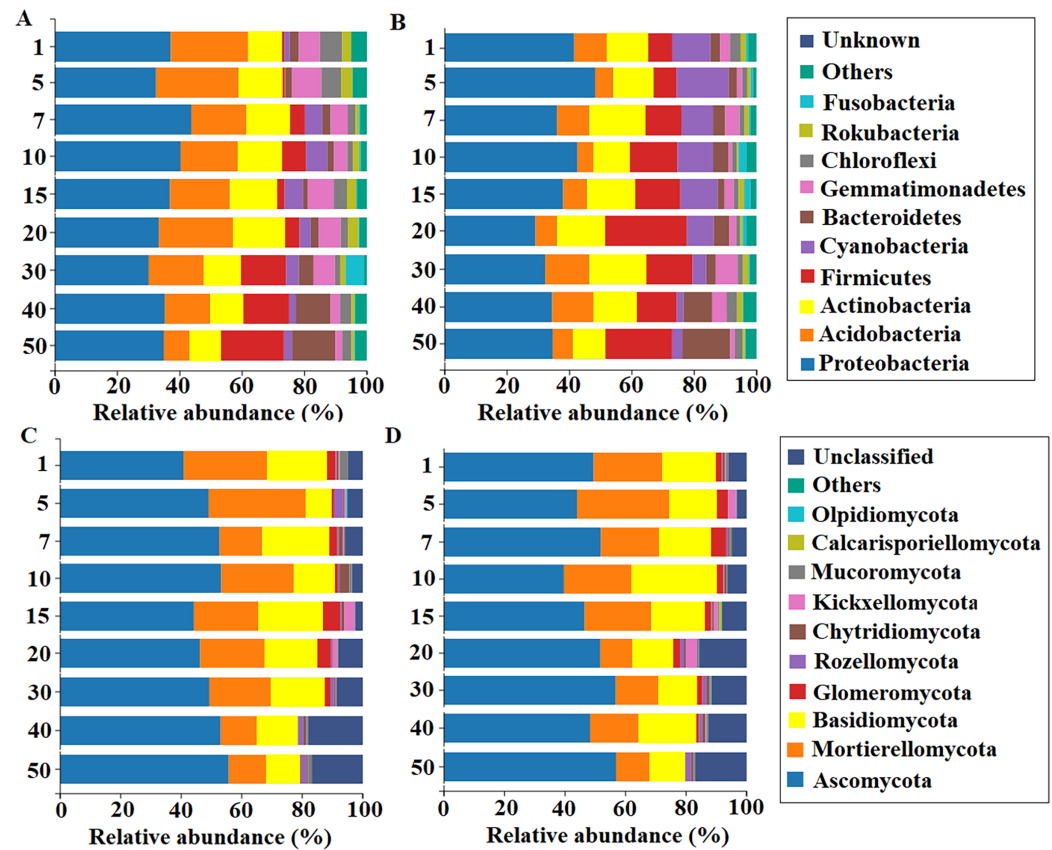 A
1
5
7
10
15
20
30
40
50
0 20 40 60 80 100
Relative abundance (%)
B
1
5
7
10
15
20
30
40
50
0 20 40 60 80 100
Relative abundance (%)
Unknown
Others
Fusobacteria
Rokubacteria
Chloroflexi
Gemmatimonadetes
Bacteroidetes
Cyanobacteria
Firmicutes
Actinobacteria
Acidobacteria
Proteobacteria
C
1
5
7
10
15
20
30
40
50
0 20 40 60 80 100
Relative abundance (%)
D
1
5
7
10
15
20
30
40
50
0 20 40 60 80 100
Relative abundance (%)
Unclassified
Others
Olpidiomycota
Calcarisporiellomycota
Mucoromycota
Kickxellomycota
Chytridiomycota
Rozellomycota
Glomeromycota
Basidiomycota
Mortierellomycota
Ascomycota